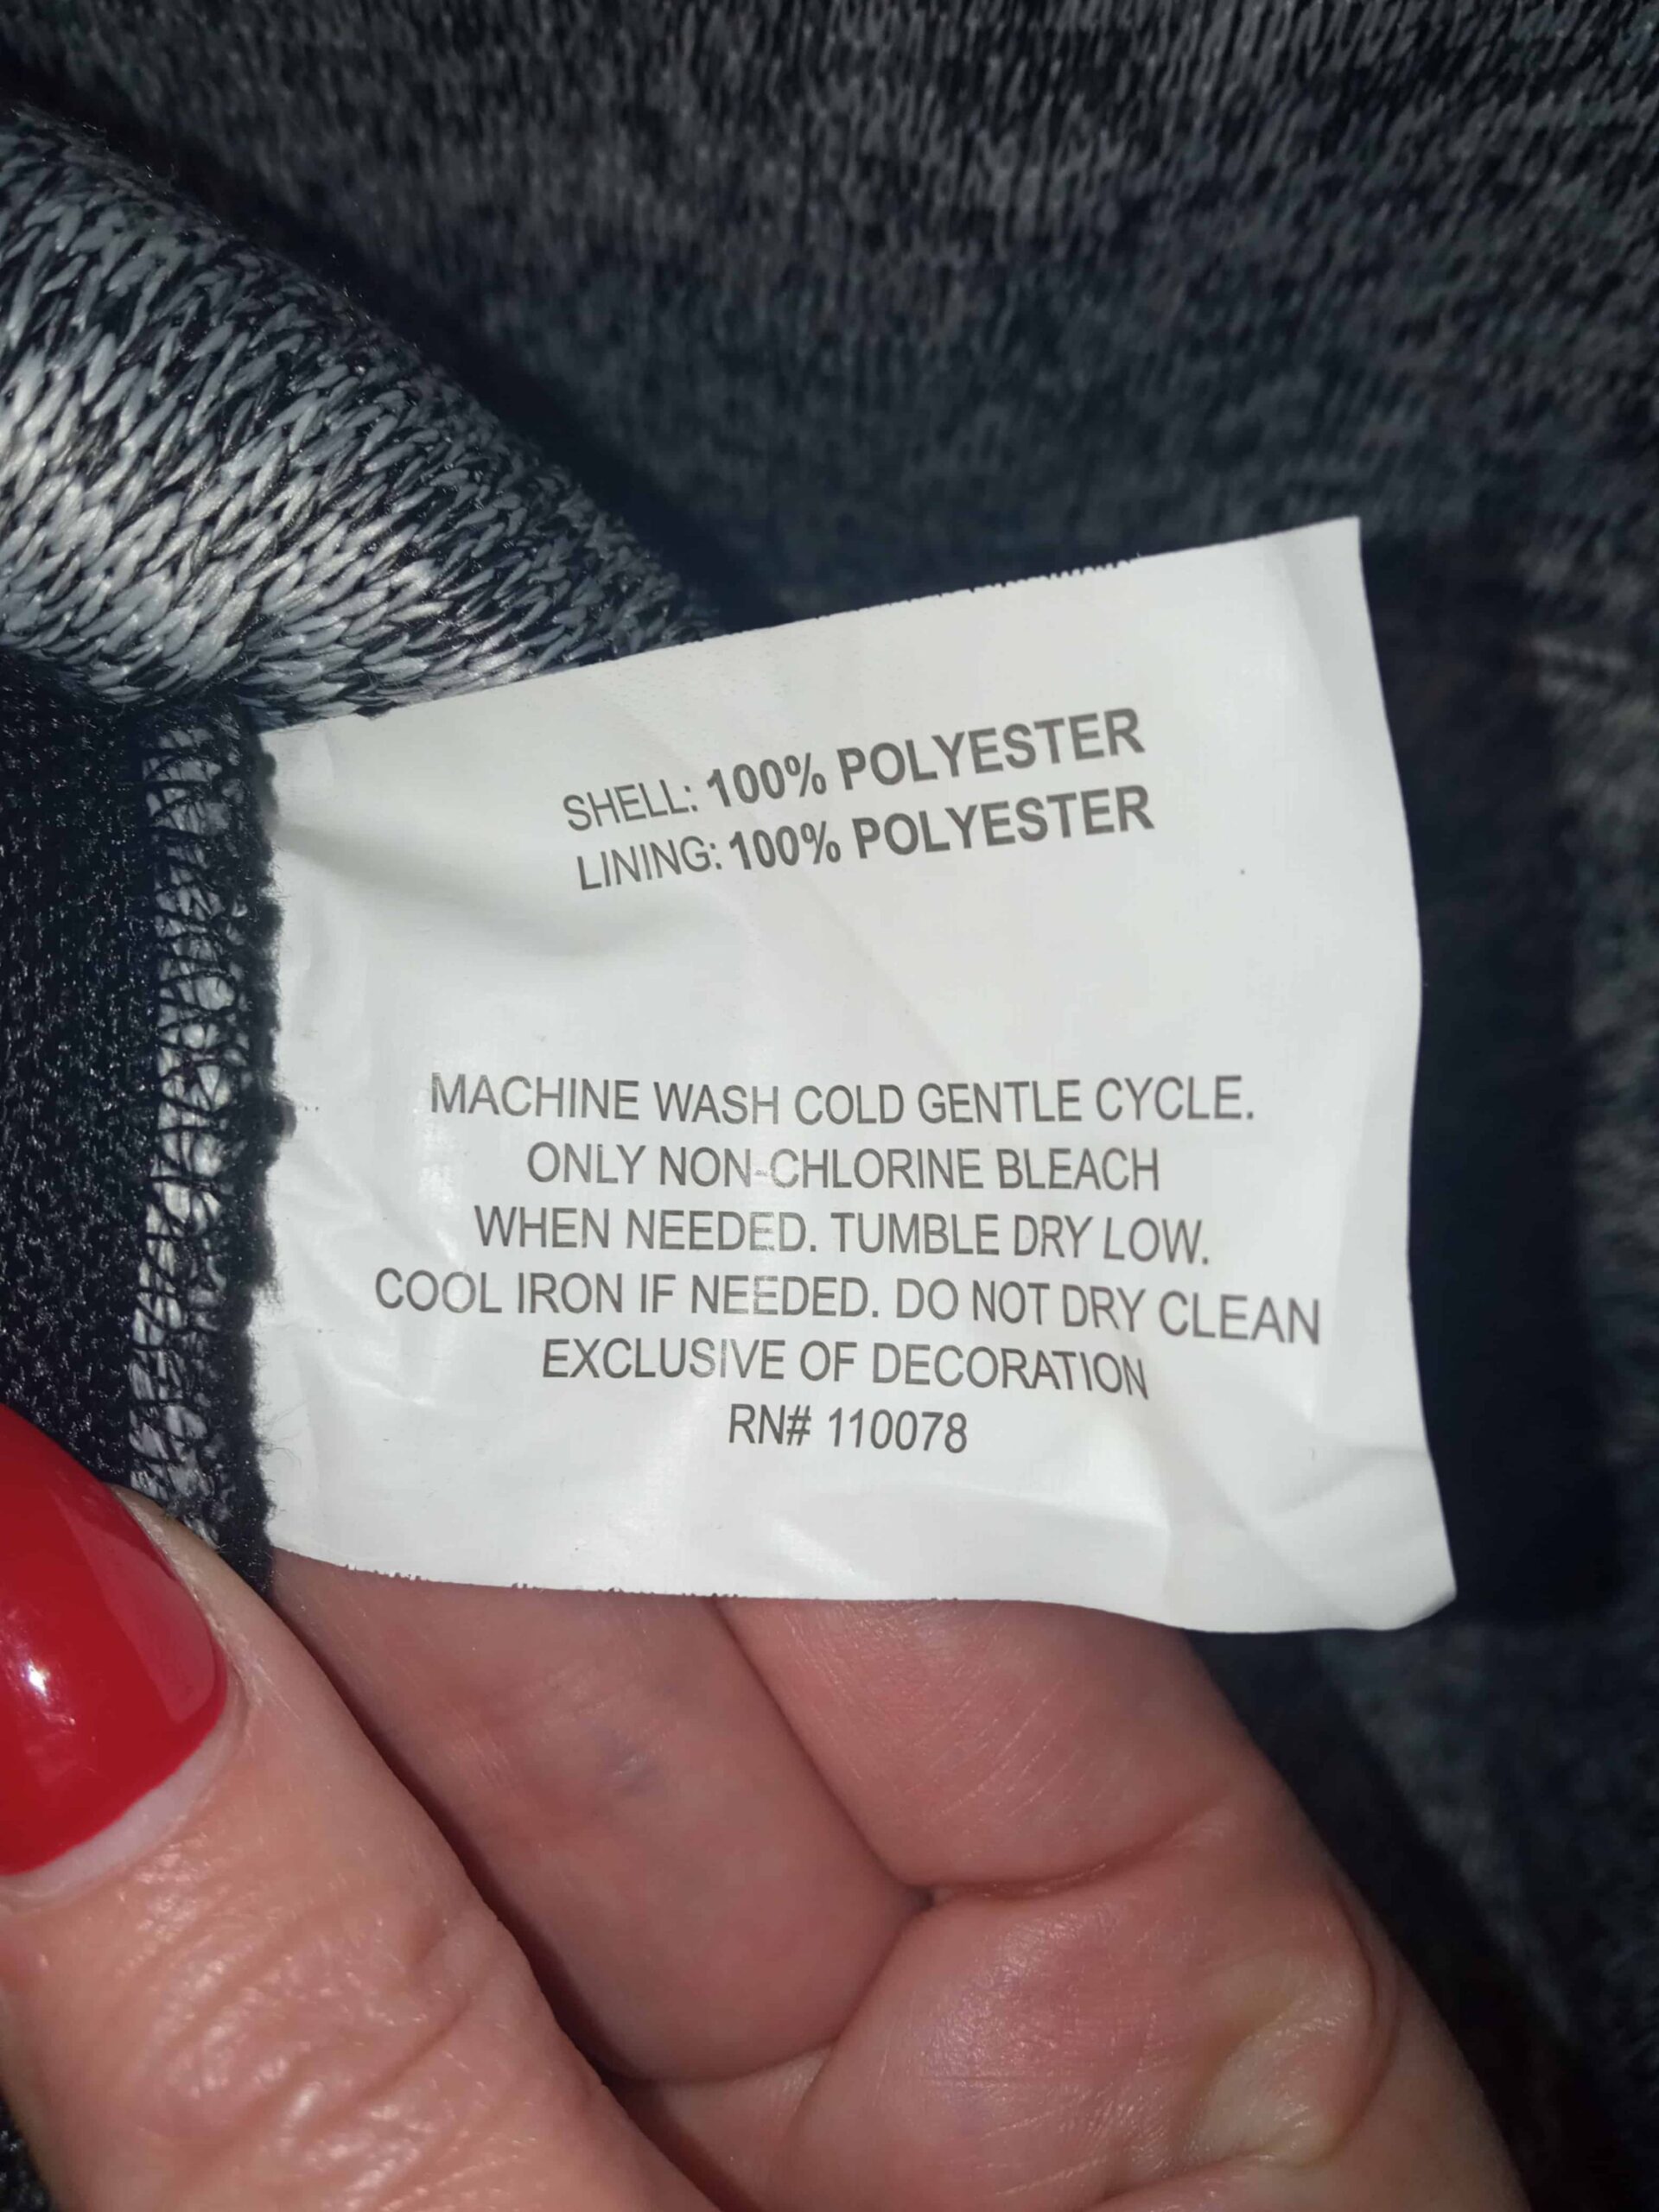 SHELL: 100% POLYESTER
LINING: 100% POLYESTER
MACHINE WASH COLD GENTLE CYCLE.
ONLY NON-CHLORINE BLEACH
WHEN NEEDED. TUMBLE DRY LOW.
COOL IRON IF NEEDED. DO NOT DRY CLEAN
EXCLUSIVE OF DECORATION
RN# 110078